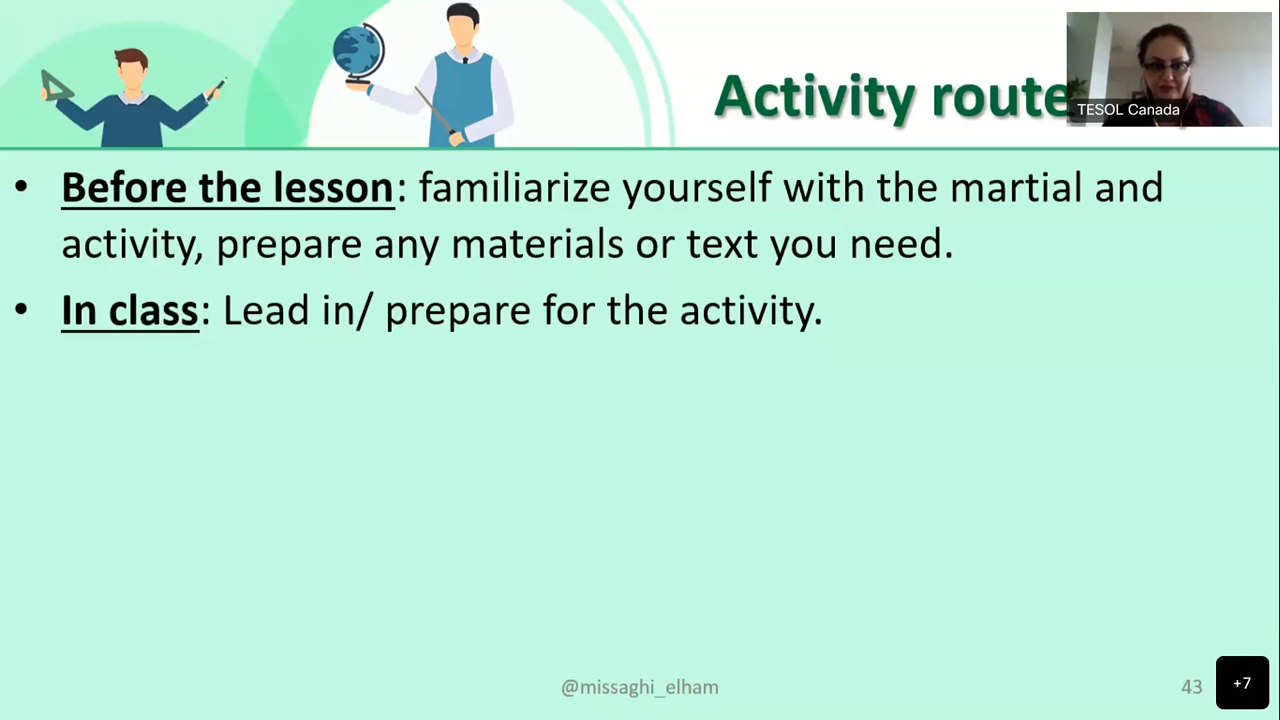 Activity route
TESOL Canada
• Before the lesson: familiarize yourself with the martial and
activity, prepare any materials or text you need.
• In class: Lead in/ prepare for the activity.
@missaghi_elham
43
+7